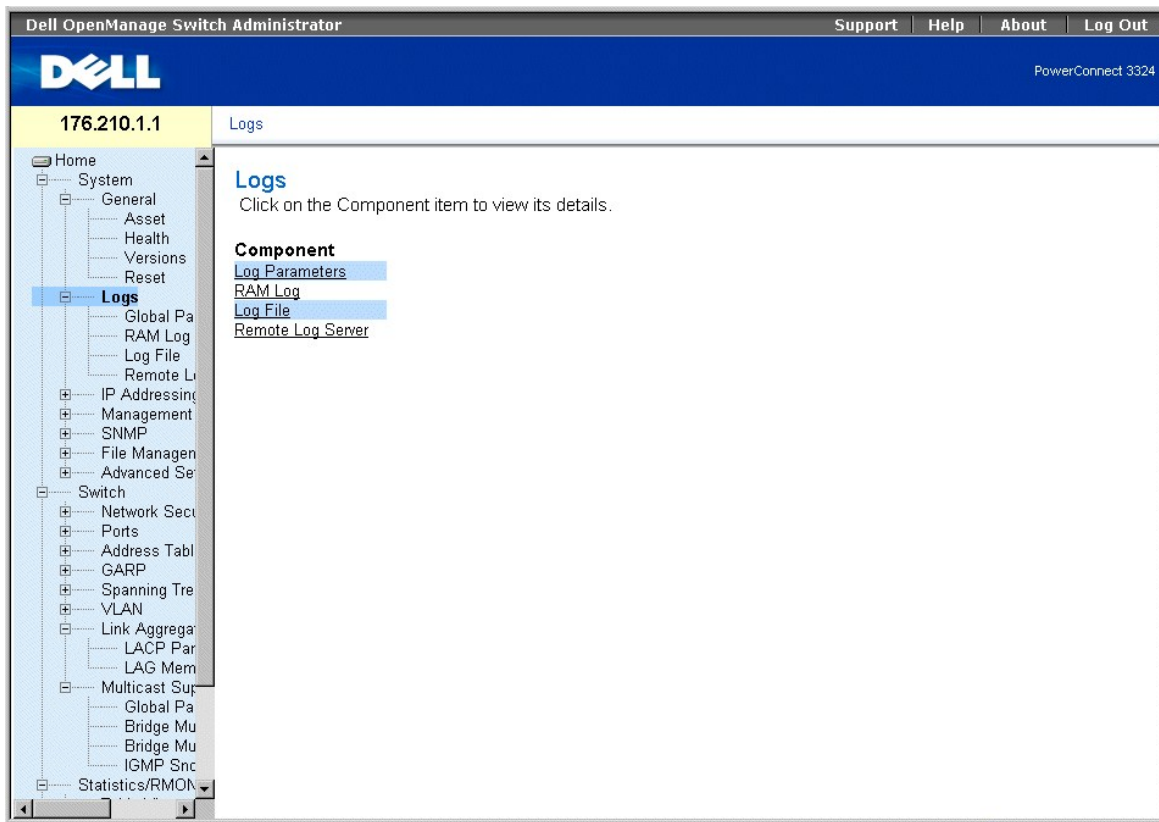 Dell OpenManage Switch Administrator
Support | Help | About | Log Out
DELL
PowerConnect 3324
176.210.1.1
Logs
Home
System
General
Asset
Health
Versions
Reset
Logs
Global Pa
RAM Log
Log File
Remote L
IP Addressing
Management
SNMP
File Managen
Advanced Se
Switch
Network Secu
Ports
Address Tabl
GARP
Spanning Tre
VLAN
Link Aggrega
LACP Par
LAG Mem
Multicast Sup
Global Pa
Bridge Mu
Bridge Mu
IGMP Sno
Statistics/RMON
Logs
Click on the Component item to view its details.
Component
Log Parameters
RAM Log
Log File
Remote Log Server